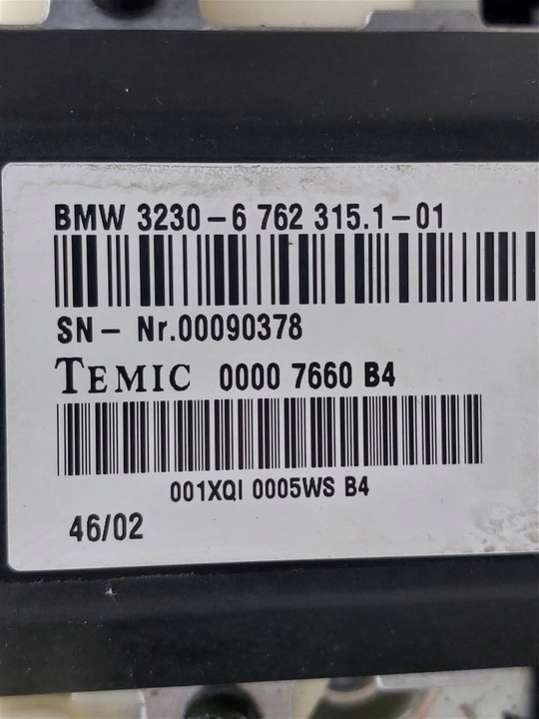 BMW 3230-6 762 315.1-01
SN- Nr.00090378
TEMIC 0000 7660 B4
001XQI 0005WS B4
46/02